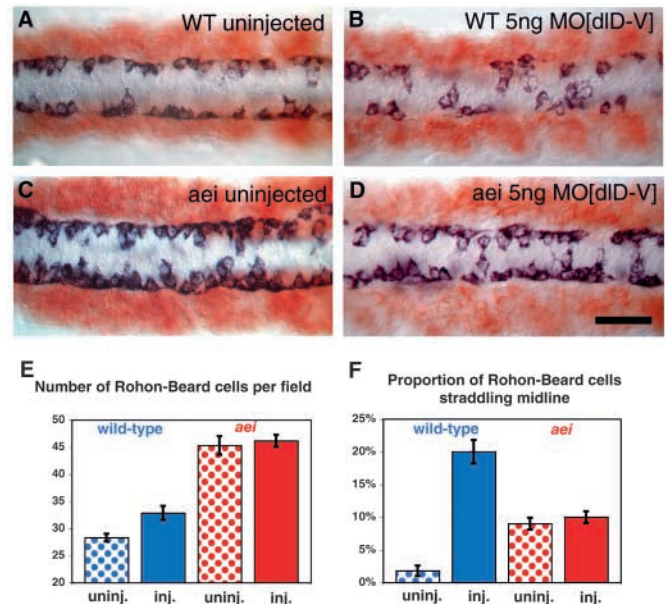 A WT uninjected
B WT 5ng MO[dlD-V]
C aei uninjected
D aei 5ng MO[dlD-V]
E
Number of Rohon-Beard cells per field
wild-type aei
50
45
40
35
30
25
20
uninj. inj. uninj. inj.
F
Proportion of Rohon-Beard cells
straddling midline
wild-type aei
25%
20%
15%
10%
5%
0%
uninj. inj. uninj. inj.